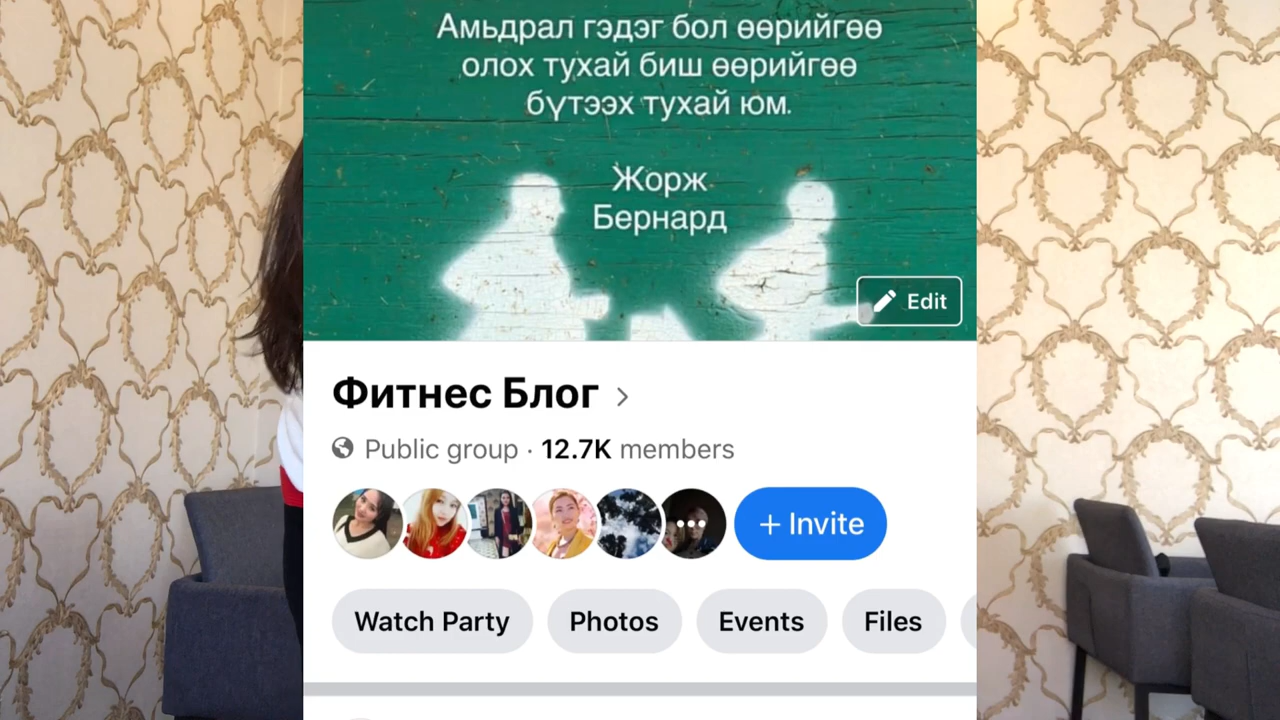 Амьдрал гэдэг бол өөрийгөө
олох тухай биш өөрийгөө
бүтээх тухай юм.
Жорж
Бернард
Edit
Фитнес Блог
Public group · 12.7K members
+ Invite
Watch Party
Photos
Events
Files